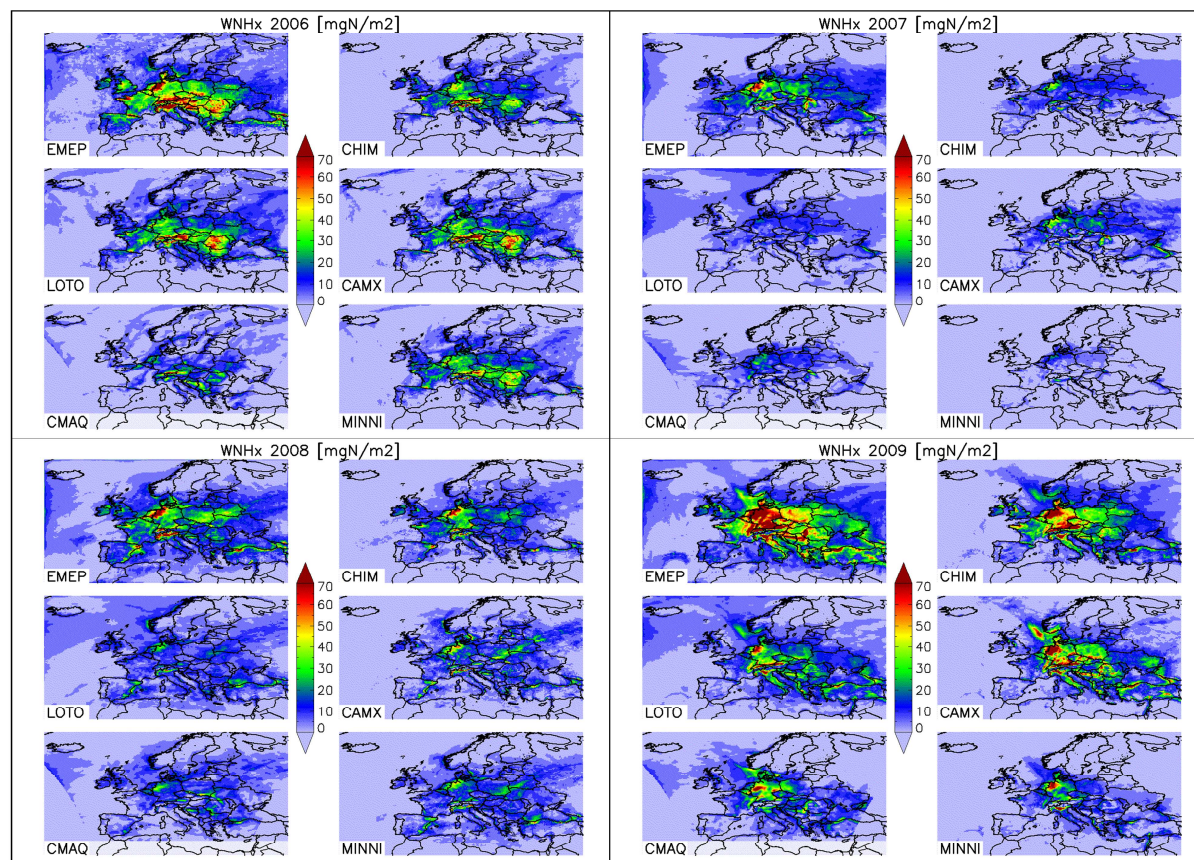 WNHx 2006 [mgN/m2]
EMEP
CHIM
70
60
50
40
30
20
10
0
LOTO
CAMX
CMAQ
MINNI
WNHx 2007 [mgN/m2]
EMEP
CHIM
70
60
50
40
30
20
10
0
LOTO
CAMX
CMAQ
MINNI
WNHx 2008 [mgN/m2]
EMEP
CHIM
70
60
50
40
30
20
10
0
LOTO
CAMX
CMAQ
MINNI
WNHx 2009 [mgN/m2]
EMEP
CHIM
70
60
50
40
30
20
10
0
LOTO
CAMX
CMAQ
MINNI